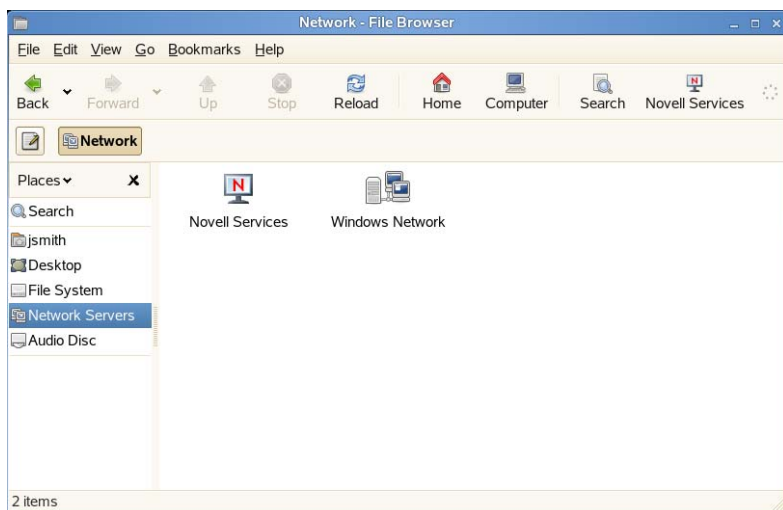 Network - File Browser
File Edit View Go Bookmarks Help
Back Forward Up Stop Reload Home Computer Search Novell Services
Network
Places
Search
jsmith
Desktop
File System
Network Servers
Audio Disc
Novell Services Windows Network
2 items